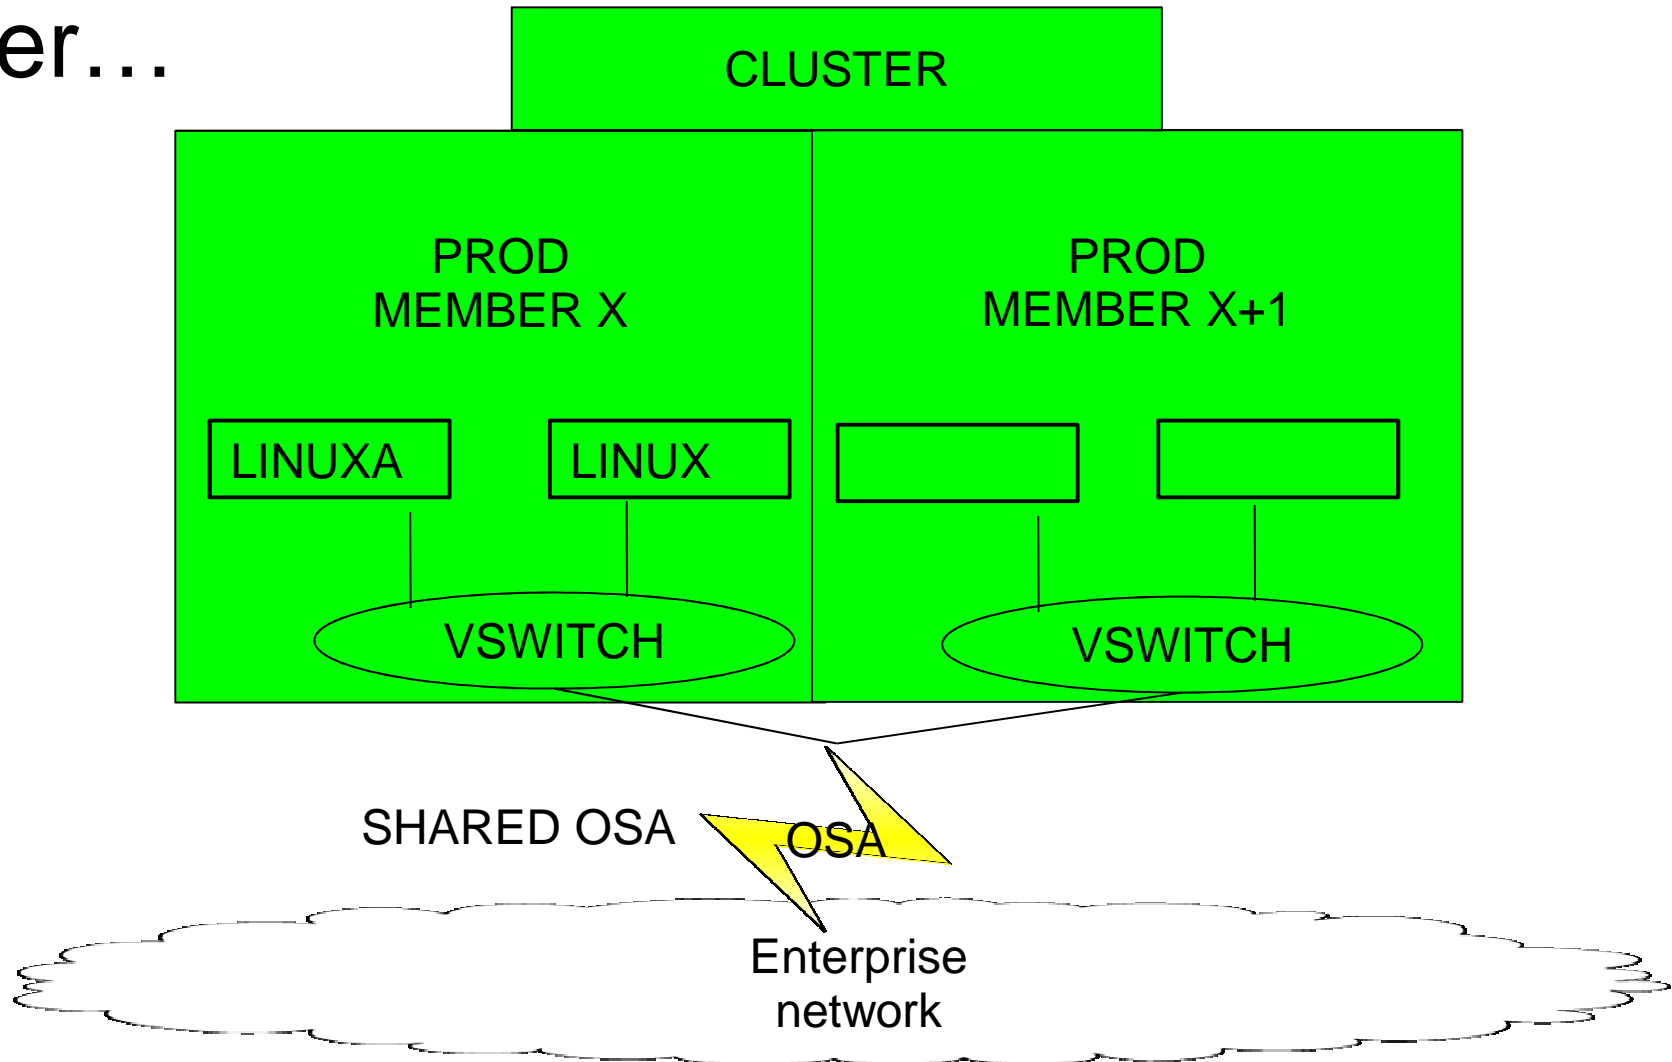 er…
CLUSTER
PROD
MEMBER X
PROD
MEMBER X+1
LINUXA
LINUX
VSWITCH
VSWITCH
SHARED OSA
OSA
Enterprise
network